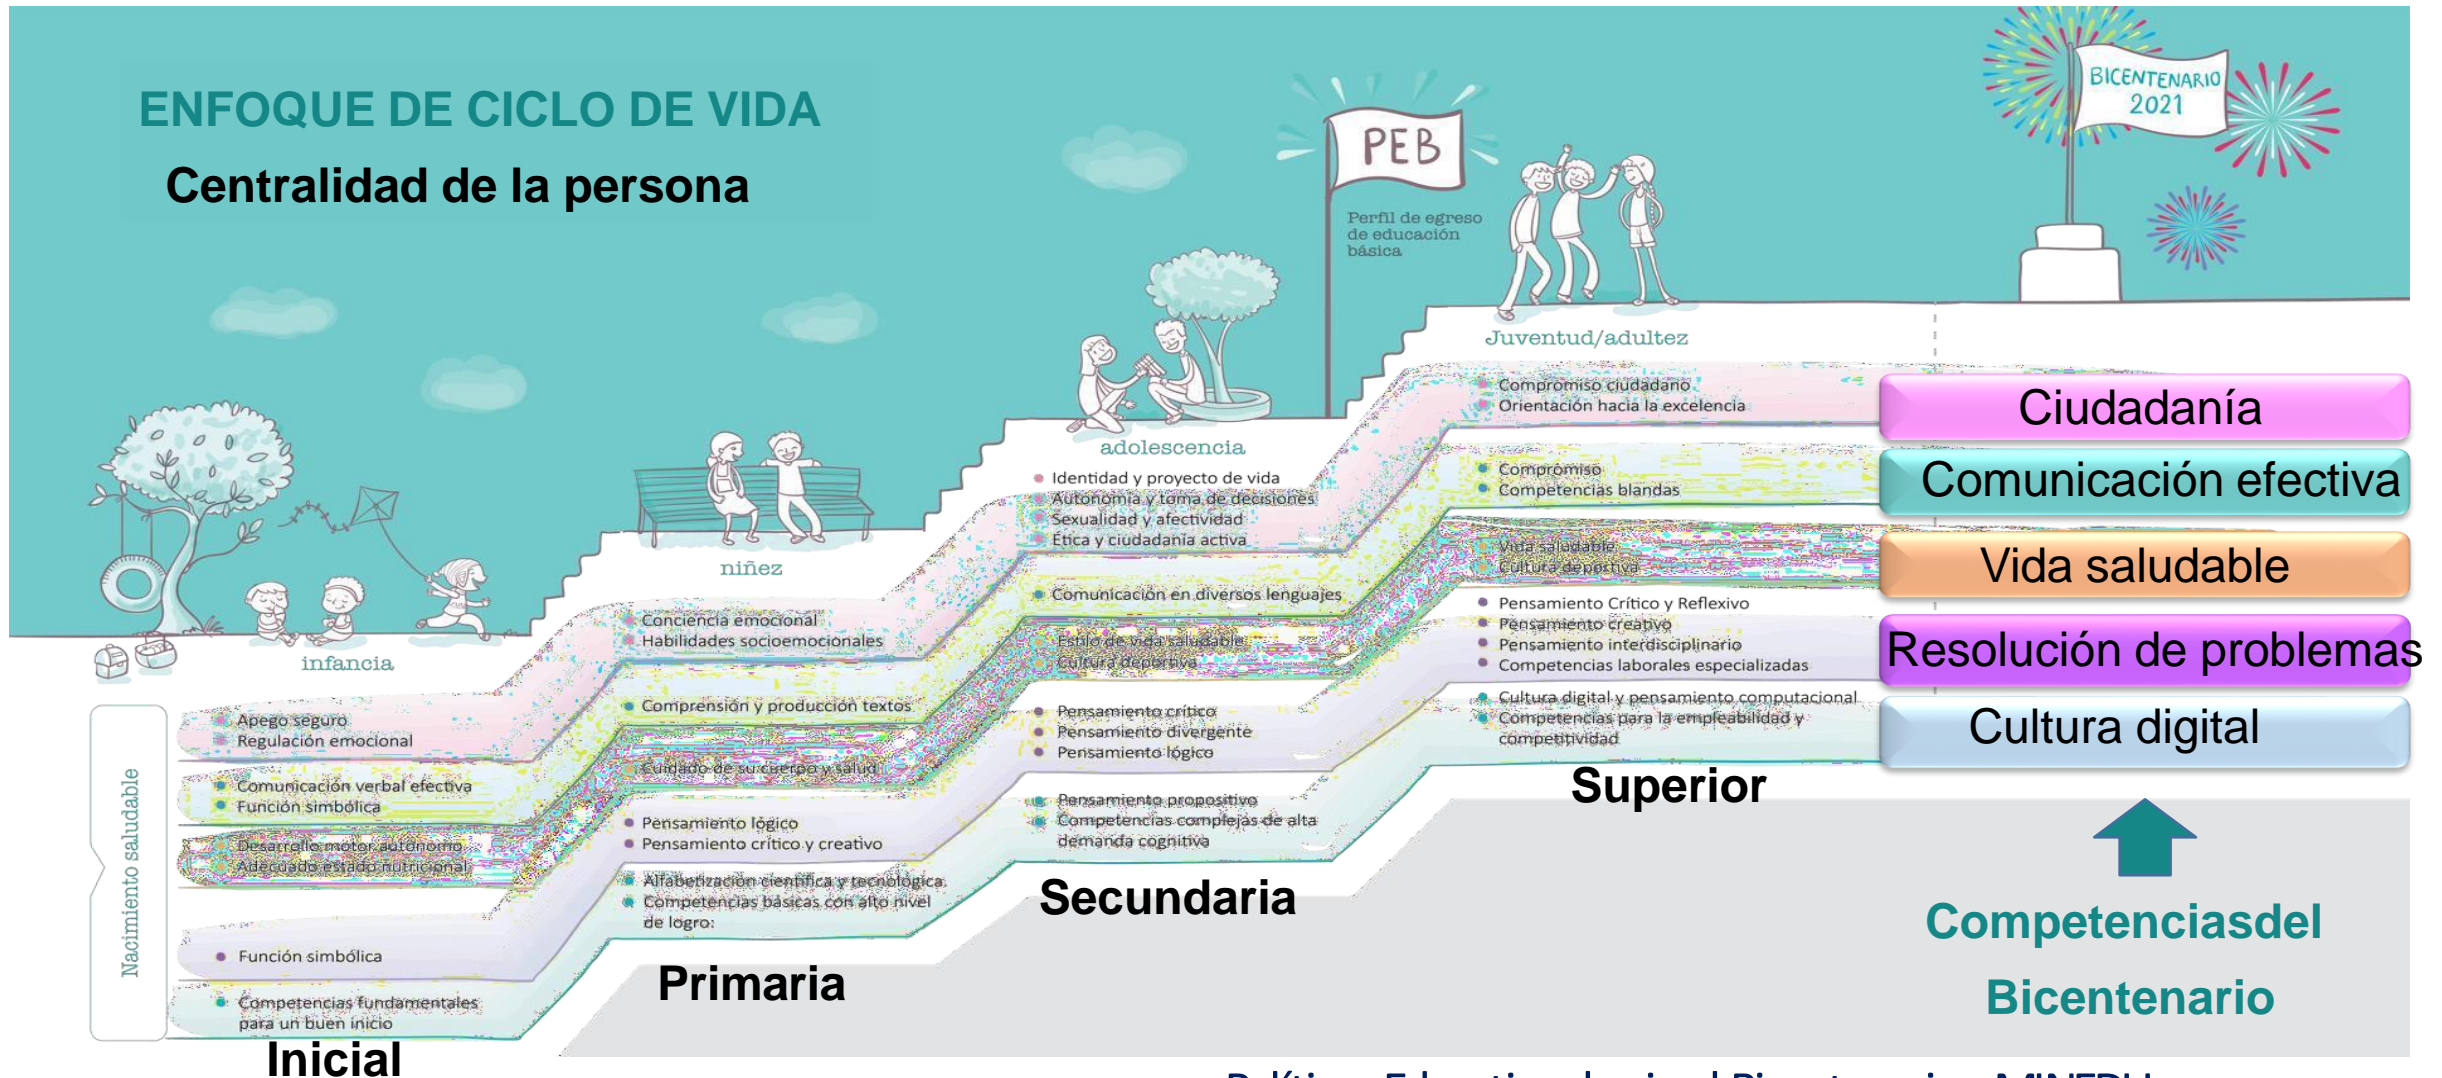 ENFOQUE DE CICLO DE VIDA
Centralidad de la persona
BICENTENARIO
2021
PEB
Perfil de egreso
de educación
básica
Juventud/adultez
Compromiso ciudadano
Orientación hacia la excelencia
Compromiso
Competencias blandas
Vida saludable
Cultura deportiva
Pensamiento Crítico y Reflexivo
Pensamiento creativo
Pensamiento interdisciplinario
Competencias laborales especializadas
Cultura digital y pensamiento computacional
Competencias para la empleabilidad y
competitividad
Superior
adolescencia
Identidad y proyecto de vida
Autonomía y toma de decisiones
Sexualidad y afectividad
Ética y ciudadanía activa
Comunicación en diversos lenguajes
Estilo de vida saludable
Cultura deportiva
Pensamiento crítico
Pensamiento divergente
Pensamiento lógico
Pensamiento propositivo
Competencias complejas de alta
demanda cognitiva
Secundaria
niñez
Conciencia emocional
Habilidades socioemocionales
Comprensión y producción textos
Cuidado de su cuerpo y salud
Pensamiento lógico
Pensamiento crítico y creativo
Alfabetización científica y tecnológica.
Competencias básicas con alto nivel
de logro.
Primaria
infancia
Nacimiento saludable
Apego seguro
Regulación emocional
Comunicación verbal efectiva
Función simbólica
Desarrollo motor autónomo
Adecuado estado nutricional
Función simbólica
Competencias fundamentales
para un buen inicio
Inicial
Ciudadanía
Comunicación efectiva
Vida saludable
Resolución de problemas
Cultura digital
Competenciasdel
Bicentenario